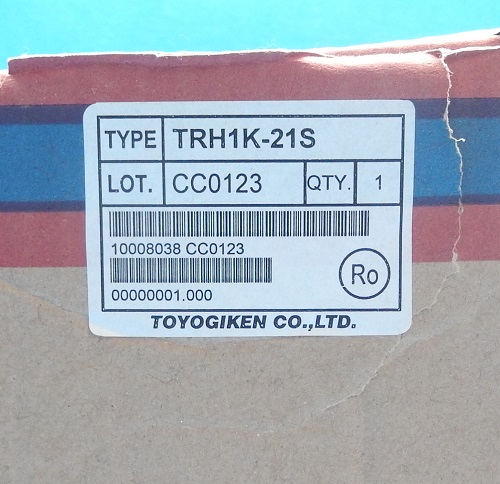 TYPE TRH1K-21S
LOT. CC0123 QTY. 1
10008038 CC0123
Ro
00000001.000
TOYOGIKEN CO.,LTD.